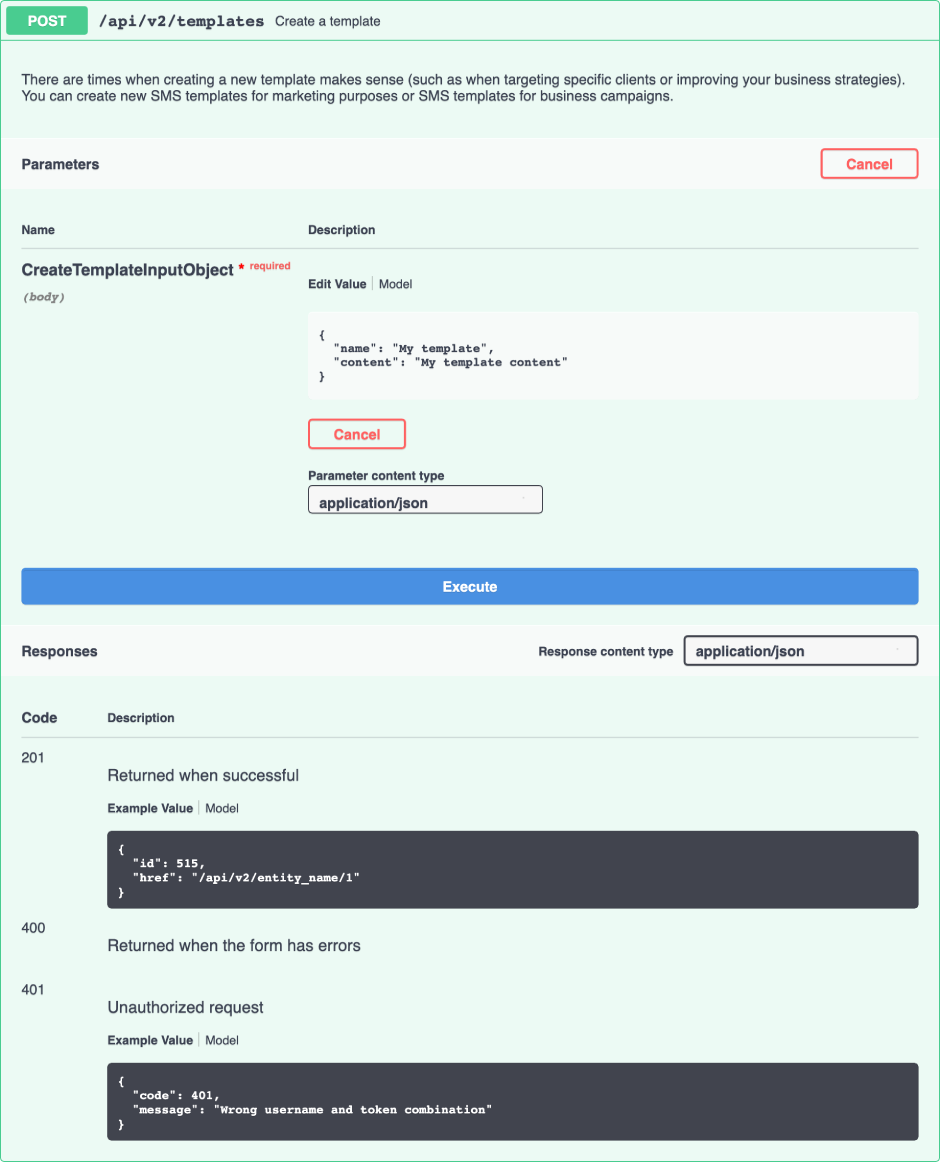 POST /api/v2/templates Create a template
There are times when creating a new template makes sense (such as when targeting specific clients or improving your business strategies).
You can create new SMS templates for marketing purposes or SMS templates for business campaigns.
Parameters Cancel
Name Description
CreateTemplateInputObject * required
(body)
Edit Value Model
{
"name": "My template",
"content": "My template content"
}
Cancel
Parameter content type
application/json
Execute
Responses Response content type application/json
Code Description
201
Returned when successful
Example Value Model
{
"id": 515,
"href": "/api/v2/entity_name/1"
}
400
Returned when the form has errors
401
Unauthorized request
Example Value Model
{
"code": 401,
"message": "Wrong username and token combination"
}